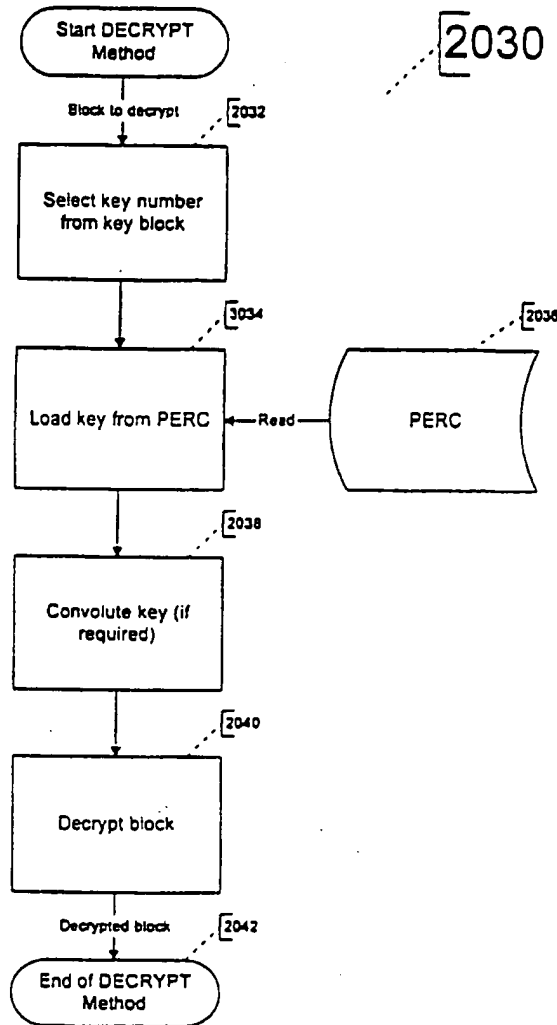 Start DECRYPT
Method
2030
Block to decrypt
2032
Select key number
from key block
3034
2036
Load key from PERC
Read
PERC
2038
Convolute key (if
required)
2040
Decrypt block
Decrypted block
2042
End of DECRYPT
Method